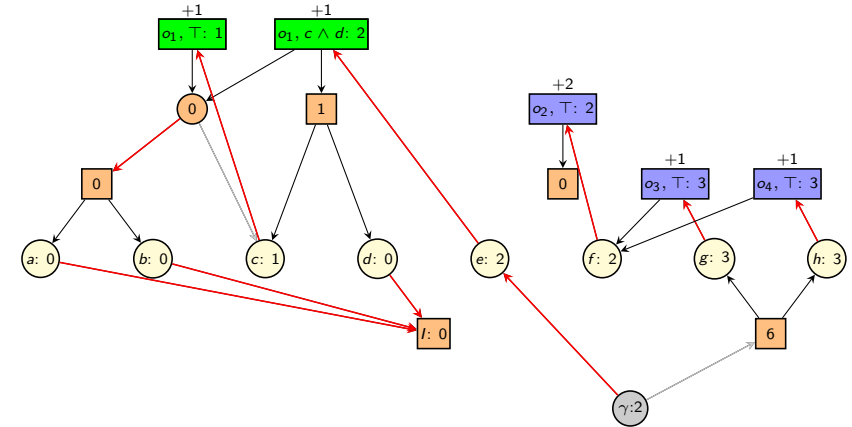 +1
+1
o₁, ⊤: 1
o₁, c ∧ d: 2
+2
0
1
o₂, ⊤: 2
+1
+1
0
0
o₃, ⊤: 3
o₄, ⊤: 3
a: 0
b: 0
c: 1
d: 0
e: 2
f: 2
g: 3
h: 3
I: 0
6
γ:2